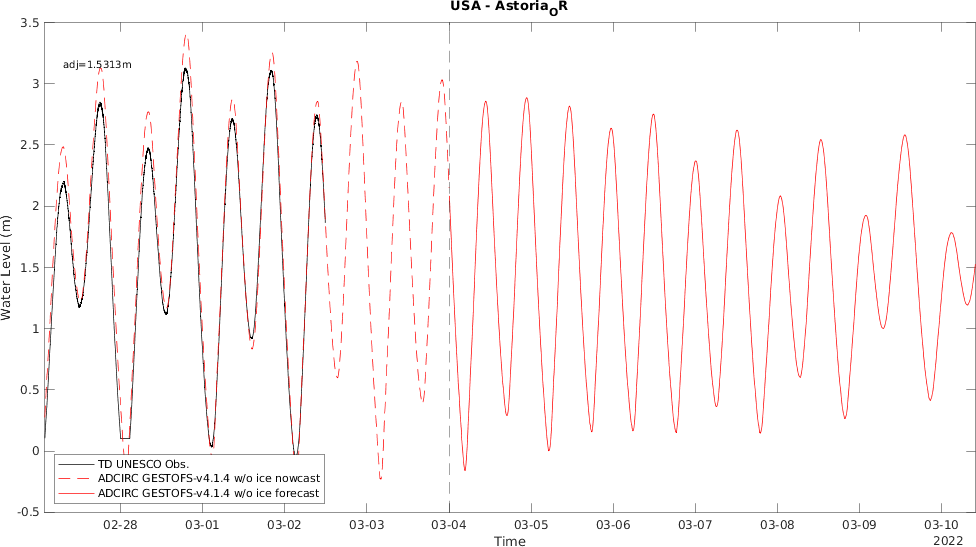 USA - Astoria_OR
adj=1.5313m
3.5
3
2.5
2
1.5
1
0.5
0
-0.5
Water Level (m)
TD UNESCO Obs.
ADCIRC GESTOFS-v4.1.4 w/o ice nowcast
ADCIRC GESTOFS-v4.1.4 w/o ice forecast
02-28 03-01 03-02 03-03 03-04 03-05 03-06 03-07 03-08 03-09 03-10
Time 2022